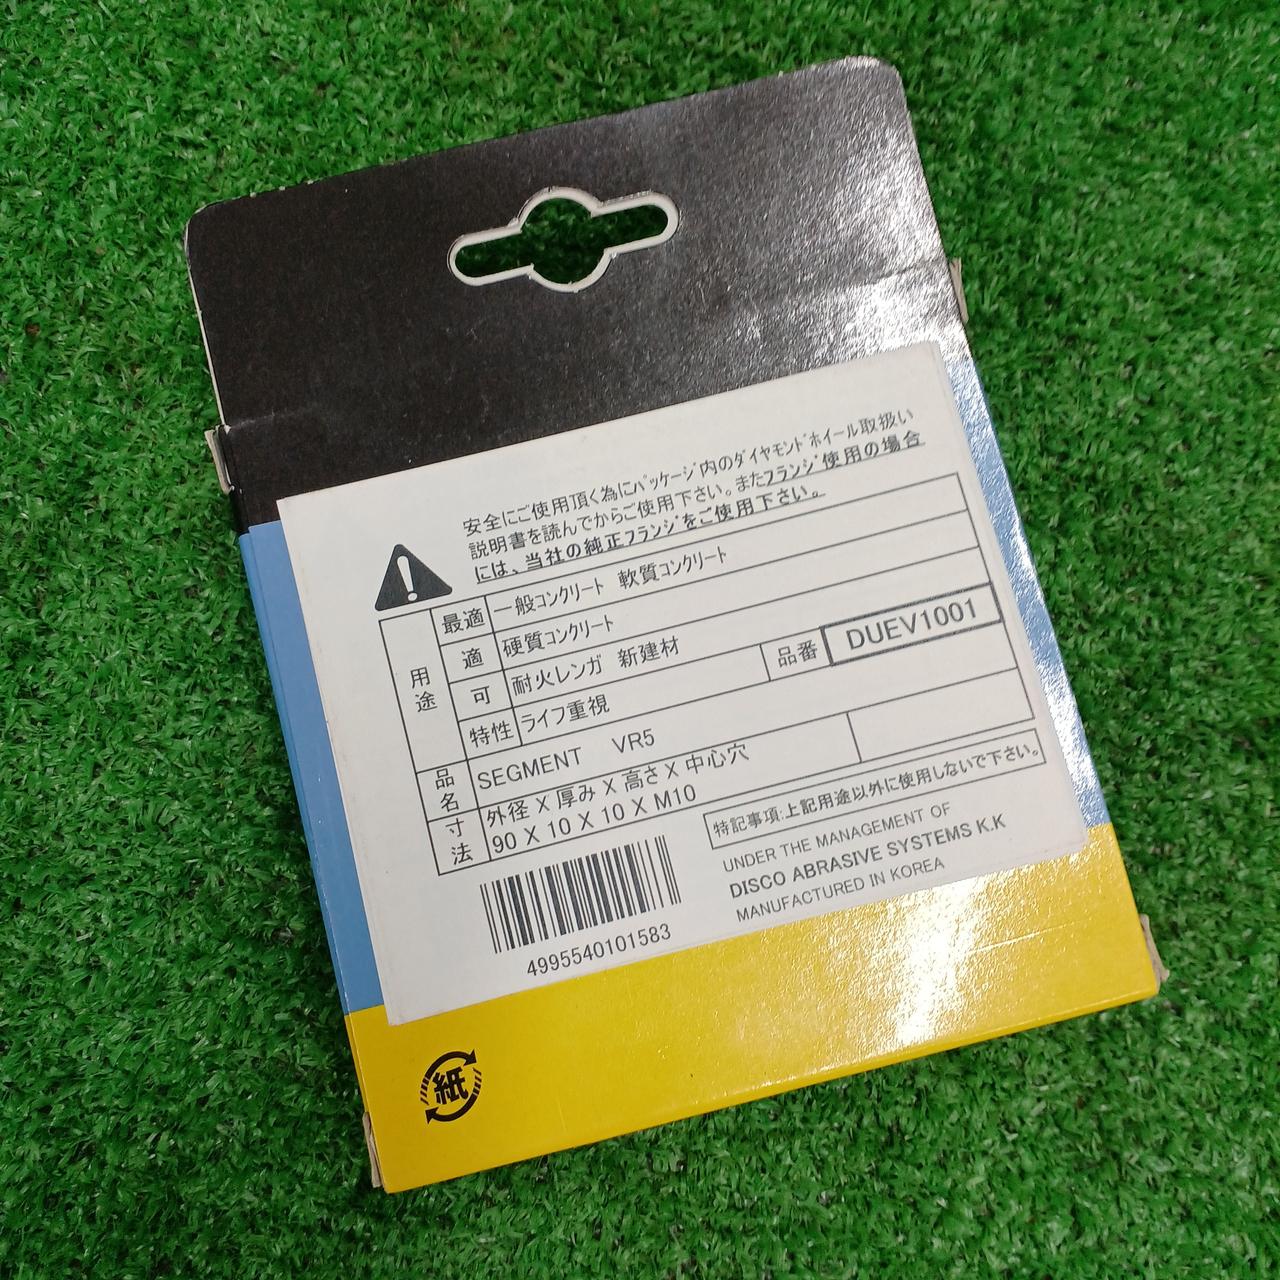 安全にご使用頂く為にパッケージ内のダイヤモンドホイール取扱い
説明書を読んでからご使用下さい。またフランジ使用の場合
には、当社の純正フランジをご使用下さい。
用途
最適 一般コンクリート 軟質コンクリート
適 硬質コンクリート
可 耐火レンガ 新建材
特性 ライフ重視
品番 DUEV1001
品名 SEGMENT VR5
寸法 外径 X 厚み X 高さ X 中心穴
90 X 10 X 10 X M10
特記事項:上記用途以外に使用しないで下さい。
UNDER THE MANAGEMENT OF
DISCO ABRASIVE SYSTEMS K.K
MANUFACTURED IN KOREA
4995540101583
紙